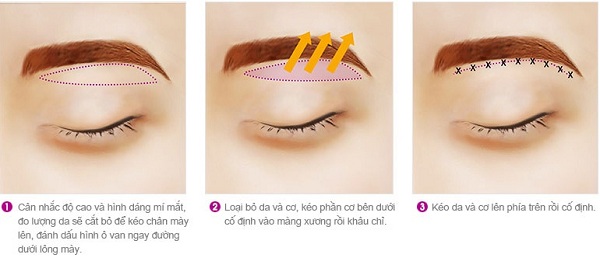 1 Cân nhắc độ cao và hình dáng mí mắt,
đo lượng da sẽ cắt bỏ để kéo chân mày
lên, đánh dấu hình ô van ngay đường
dưới lông mày.
2 Loại bỏ da và cơ, kéo phần cơ bên dưới
cố định vào màng xương rồi khâu chỉ.
3 Kéo da và cơ lên phía trên rồi cố định.